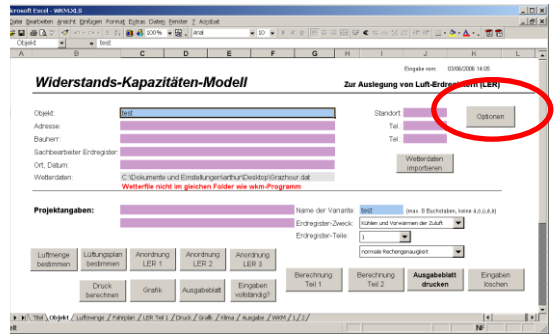 crosoft Excel - WKM.XLS
Datei Bearbeiten Ansicht Einfügen Format Extras Daten Fenster ? Acrobat
Arial 10 100%
Objekt test
A B C D E F G H I J K L
Eingabe vom: 03/06/2006 14:05
Widerstands-Kapazitäten-Modell Zur Auslegung von Luft-Erdregistern (LER)
Objekt: test Standort Optionen
Adresse: Tel.:
Bauherr: Tel.:
Sachbearbeiter Erdregister:
Ort, Datum: Wetterdaten
Wetterdaten: C:\Dokumente und Einstellungen\arthur\Desktop\Grazhour.dat importieren
Wetterfile nicht im gleichen Folder wie wkm-Programm
Projektangaben: Name der Variante: test (max. 8 Buchstaben, keine ä,ö,ü,é,è)
Erdregister-Zweck: Kühlen und Vorwärmen der Zuluft
Erdregister-Teile: 1
normale Rechengenauigkeit
Luftmenge bestimmen
Lüftungsplan bestimmen
Anordnung LER 1
Anordnung LER 2
Anordnung LER 3
Druck berechnen
Grafik
Ausgabeblatt
Eingaben vollständig?
Berechnung Teil 1
Berechnung Teil 2
Ausgabeblatt drucken
Eingaben löschen
Titel / Objekt / Luftmenge / Fahrplan / LER Teil 1 / Druck / Grafik / Klima / Ausgabe / WKM / 1 / 2 /
NF